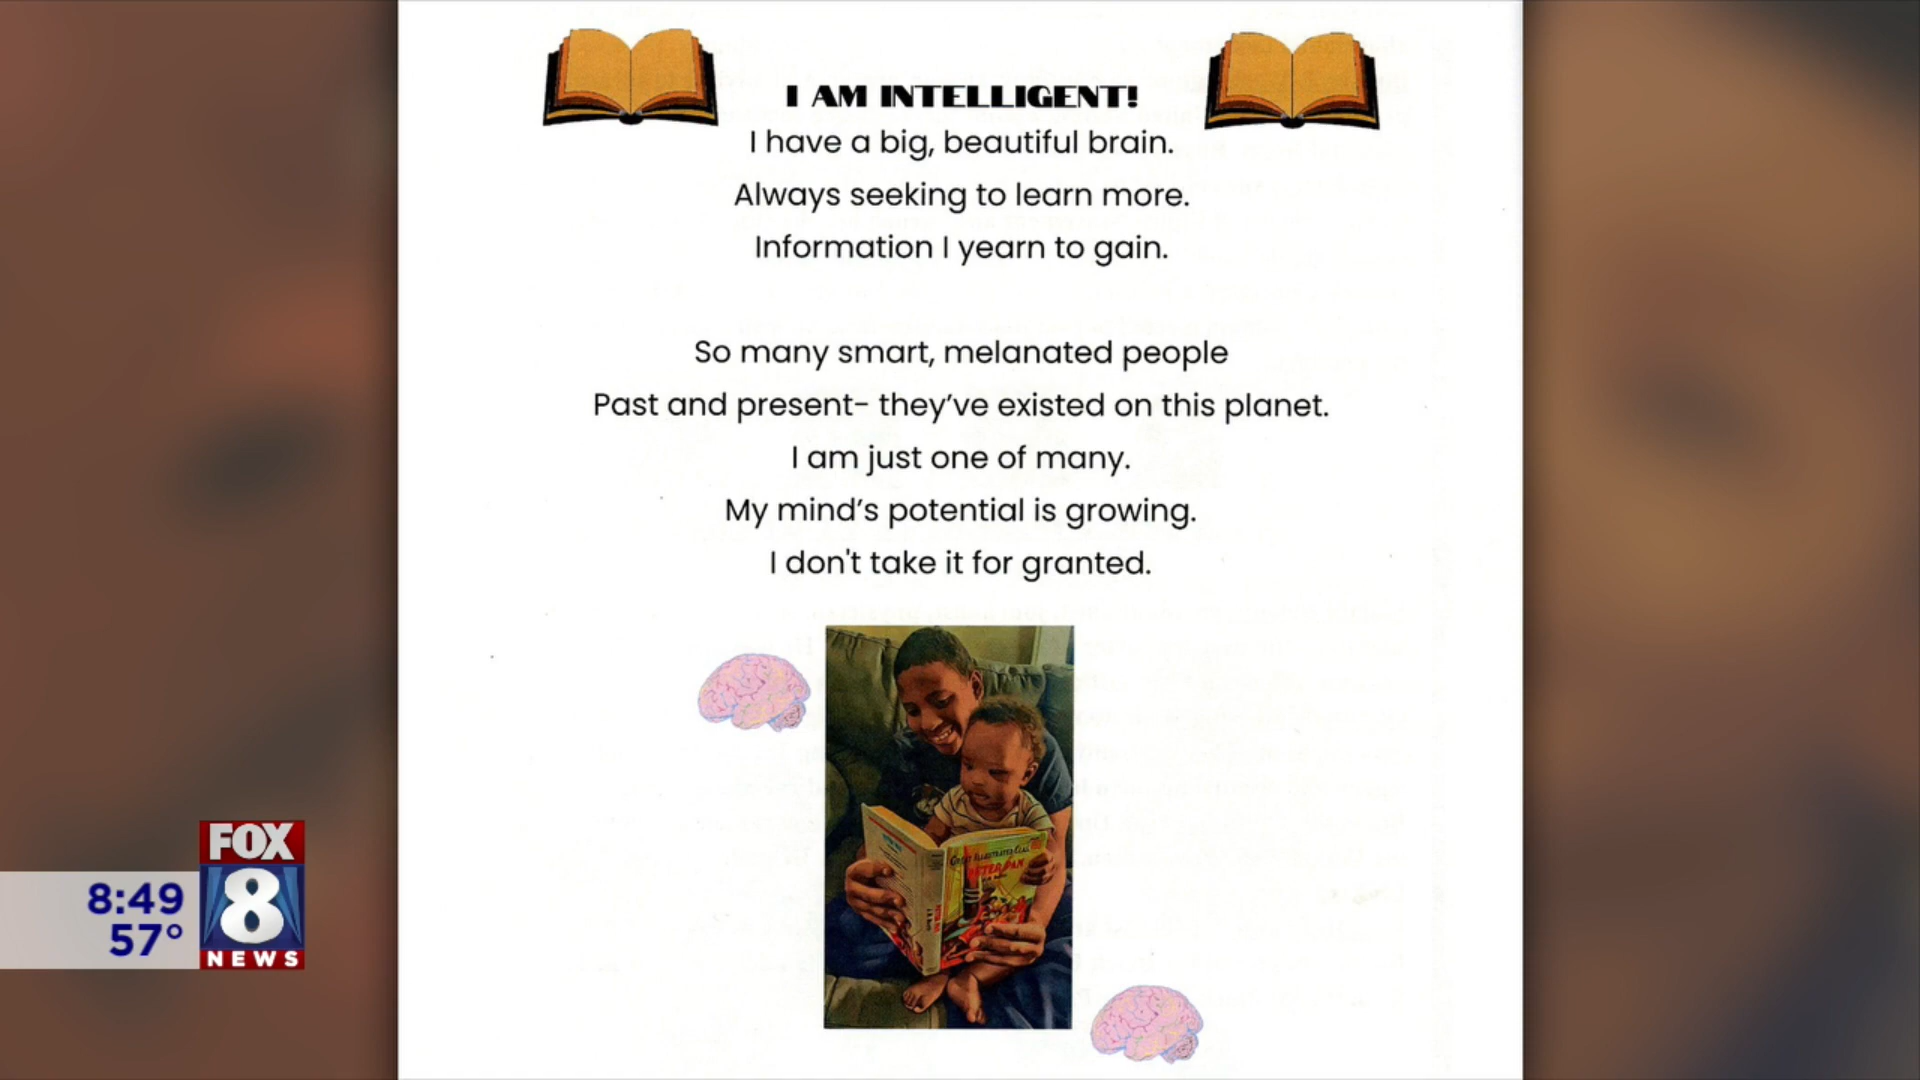 I AM INTELLIGENT!
I have a big, beautiful brain.
Always seeking to learn more.
Information I yearn to gain.
So many smart, melanated people
Past and present- they've existed on this planet.
I am just one of many.
My mind's potential is growing.
I don't take it for granted.
PETER PAN
8:49
57°
FOX
8
NEWS